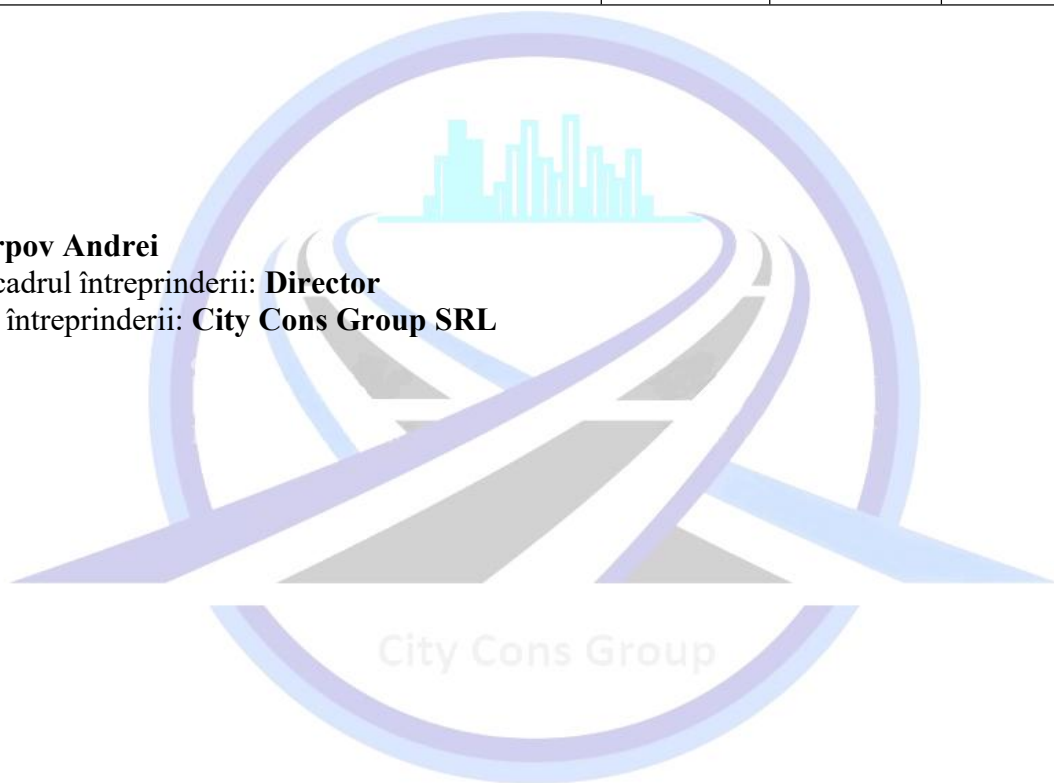 rpov Andrei
cadrul întreprinderii: Director
întreprinderii: City Cons Group SRL
City Cons Group